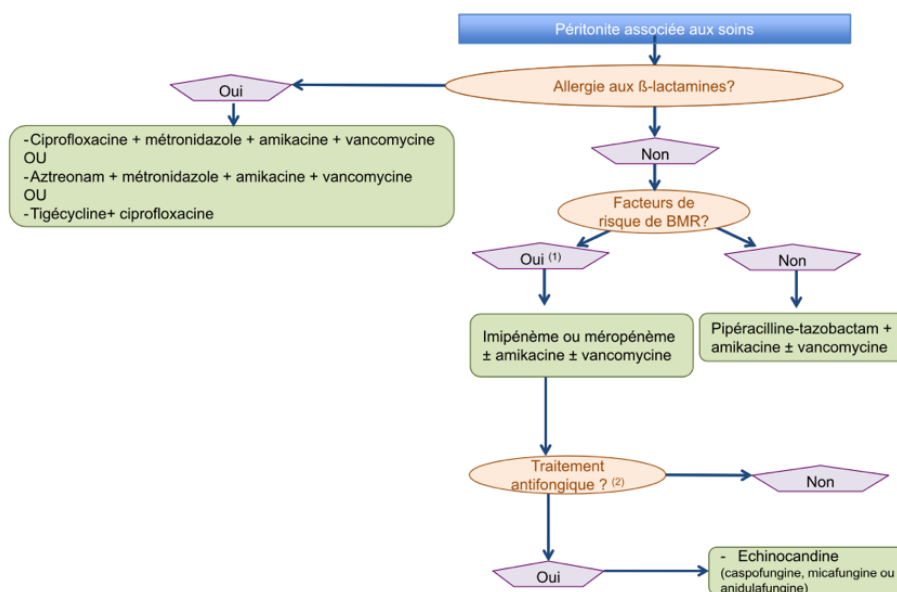 Péritonite associée aux soins
Allergie aux ß-lactamines?
Oui
-Ciprofloxacine + métronidazole + amikacine + vancomycine
OU
-Aztreonam + métronidazole + amikacine + vancomycine
OU
-Tigécycline+ ciprofloxacine
Non
Facteurs de
risque de BMR?
Oui (1)
Non
Imipénème ou méropénème
± amikacine ± vancomycine
Pipéracilline-tazobactam +
amikacine ± vancomycine
Traitement
antifongique ? (2)
Non
Oui
- Echinocandine
(caspofungine, micafungine ou
anidulafungine)